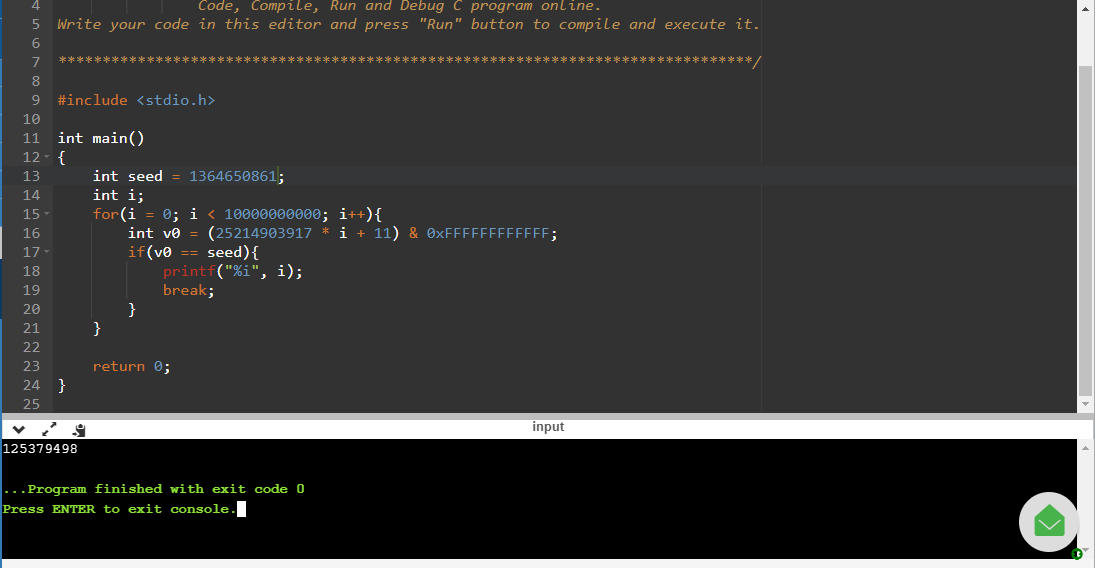 4 Code, Compile, Run and Debug C program online.
5 Write your code in this editor and press "Run" button to compile and execute it.
6
7 *******************************************************************************/
8
9 #include <stdio.h>
10
11 int main()
12 {
13 int seed = 1364650861;
14 int i;
15 for(i = 0; i < 10000000000; i++){
16 int v0 = (25214903917 * i + 11) & 0xFFFFFFFFFFFF;
17 if(v0 == seed){
18 printf("%i", i);
19 break;
20 }
21 }
22
23 return 0;
24 }
25
input
125379498
...Program finished with exit code 0
Press ENTER to exit console.